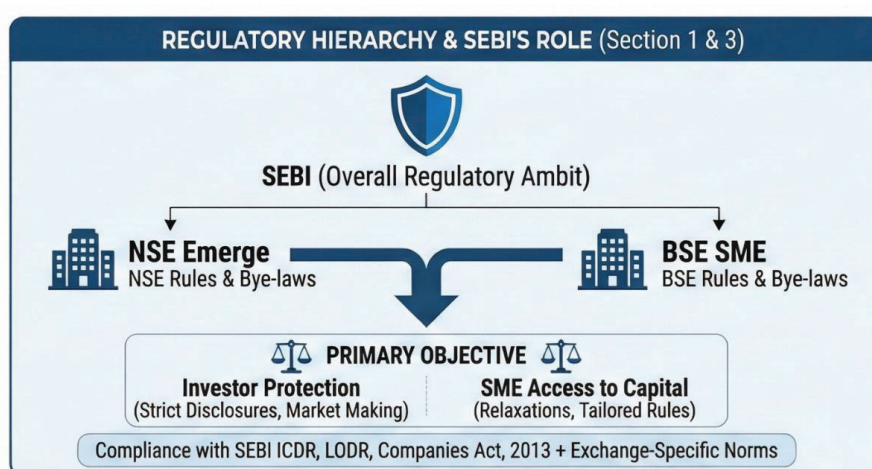 REGULATORY HIERARCHY & SEBI'S ROLE (Section 1 & 3)
SEBI (Overall Regulatory Ambit)
NSE Emerge
NSE Rules & Bye-laws
BSE SME
BSE Rules & Bye-laws
PRIMARY OBJECTIVE
Investor Protection
(Strict Disclosures, Market Making)
SME Access to Capital
(Relaxations, Tailored Rules)
Compliance with SEBI ICDR, LODR, Companies Act, 2013 + Exchange-Specific Norms